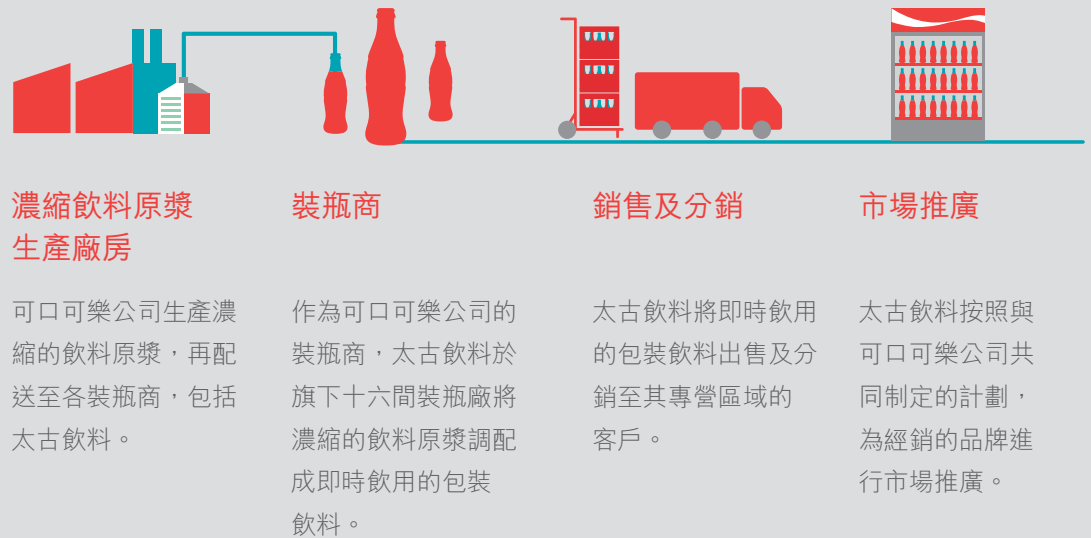 濃縮飲料原漿
生產廠房
可口可樂公司生產濃
縮的飲料原漿，再配
送至各裝瓶商，包括
太古飲料。
裝瓶商
作為可口可樂公司的
裝瓶商，太古飲料於
旗下十六間裝瓶廠將
濃縮的飲料原漿調配
成即時飲用的包裝
飲料。
銷售及分銷
太古飲料將即時飲用
的包裝飲料出售及分
銷至其專營區域的
客戶。
市場推廣
太古飲料按照與
可口可樂公司共
同制定的計劃，
為經銷的品牌進
行市場推廣。